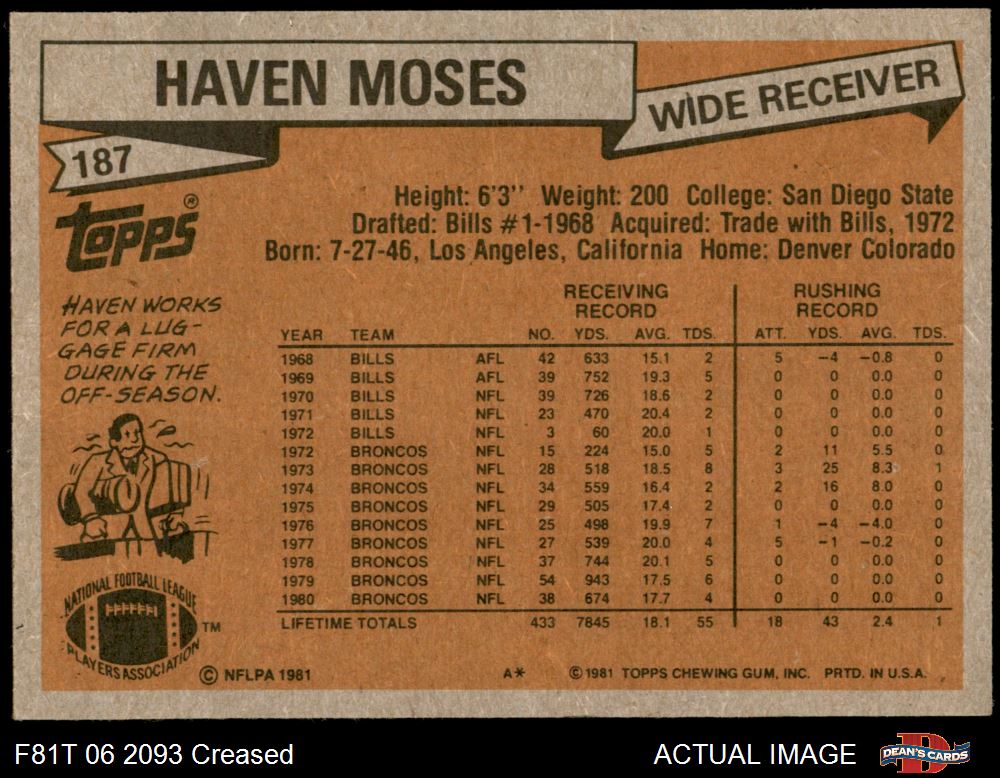 HAVEN MOSES
WIDE RECEIVER
187
Topps®
Height: 6'3'' Weight: 200 College: San Diego State
Drafted: Bills #1-1968 Acquired: Trade with Bills, 1972
Born: 7-27-46, Los Angeles, California Home: Denver Colorado
HAVEN WORKS
FOR A LUG-
GAGE FIRM
DURING THE
OFF-SEASON.
RECEIVING RUSHING
RECORD RECORD
YEAR TEAM NO. YDS. AVG. TDS. ATT. YDS. AVG. TDS.
1968 BILLS AFL 42 633 15.1 2 5 -4 -0.8 0
1969 BILLS AFL 39 752 19.3 5 0 0 0.0 0
1970 BILLS NFL 39 726 18.6 2 0 0 0.0 0
1971 BILLS NFL 23 470 20.4 2 0 0 0.0 0
1972 BILLS NFL 3 60 20.0 1 0 0 0.0 0
1972 BRONCOS NFL 15 224 15.0 5 2 11 5.5 0
1973 BRONCOS NFL 28 518 18.5 8 3 25 8.3 1
1974 BRONCOS NFL 34 559 16.4 2 2 16 8.0 0
1975 BRONCOS NFL 29 505 17.4 2 0 0 0.0 0
1976 BRONCOS NFL 25 498 19.9 7 1 -4 -4.0 0
1977 BRONCOS NFL 27 539 20.0 4 5 -1 -0.2 0
1978 BRONCOS NFL 37 744 20.1 5 0 0 0.0 0
1979 BRONCOS NFL 54 943 17.5 6 0 0 0.0 0
1980 BRONCOS NFL 38 674 17.7 4 0 0 0.0 0
LIFETIME TOTALS 433 7845 18.1 55 18 43 2.4 1
NATIONAL FOOTBALL LEAGUE
PLAYERS ASSOCIATION
TM
© NFLPA 1981 A* ©1981 TOPPS CHEWING GUM, INC. PRTD. IN U.S.A.
F81T 06 2093 Creased ACTUAL IMAGE
D
DEAN'S CARDS